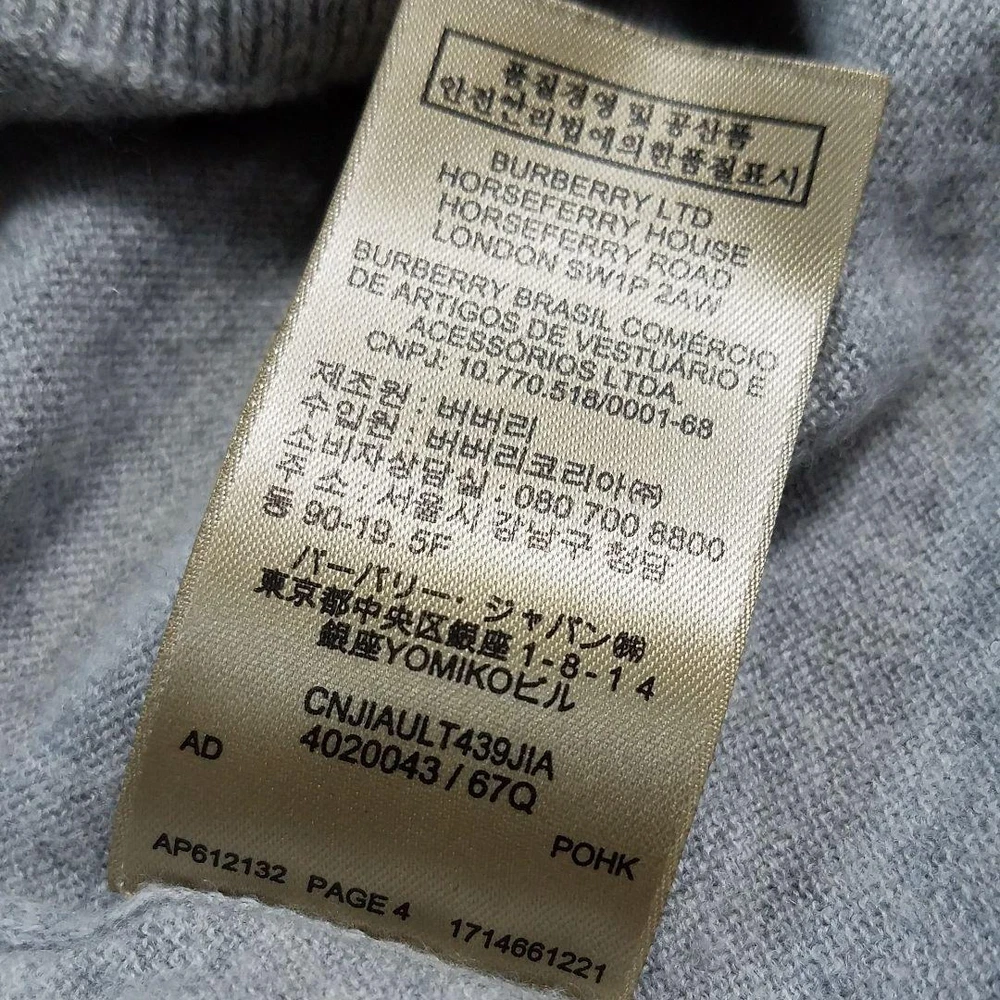 품질경영 및 공산품
안전관리법에의한품질표시
BURBERRY LTD
HORSEFERRY HOUSE
HORSEFERRY ROAD
LONDON SW1P 2AW
BURBERRY BRASIL COMÉRCIO
DE ARTIGOS DE VESTUÁRIO E
ACESSÓRIOS LTDA.
CNPJ: 10.770.518/0001-68
제조원 : 버버리
수입원 : 버버리코리아㈜
소비자상담실 : 080 700 8800
주 소 : 서울시 강남구 청담
동 90-19. 5F
バーバリー・ジャパン㈱
東京都中央区銀座 1-8-14
銀座YOMIKOビル
CNJIAULT439JIA
4020043 / 67Q
AD
POHK
AP612132 PAGE 4 1714661221